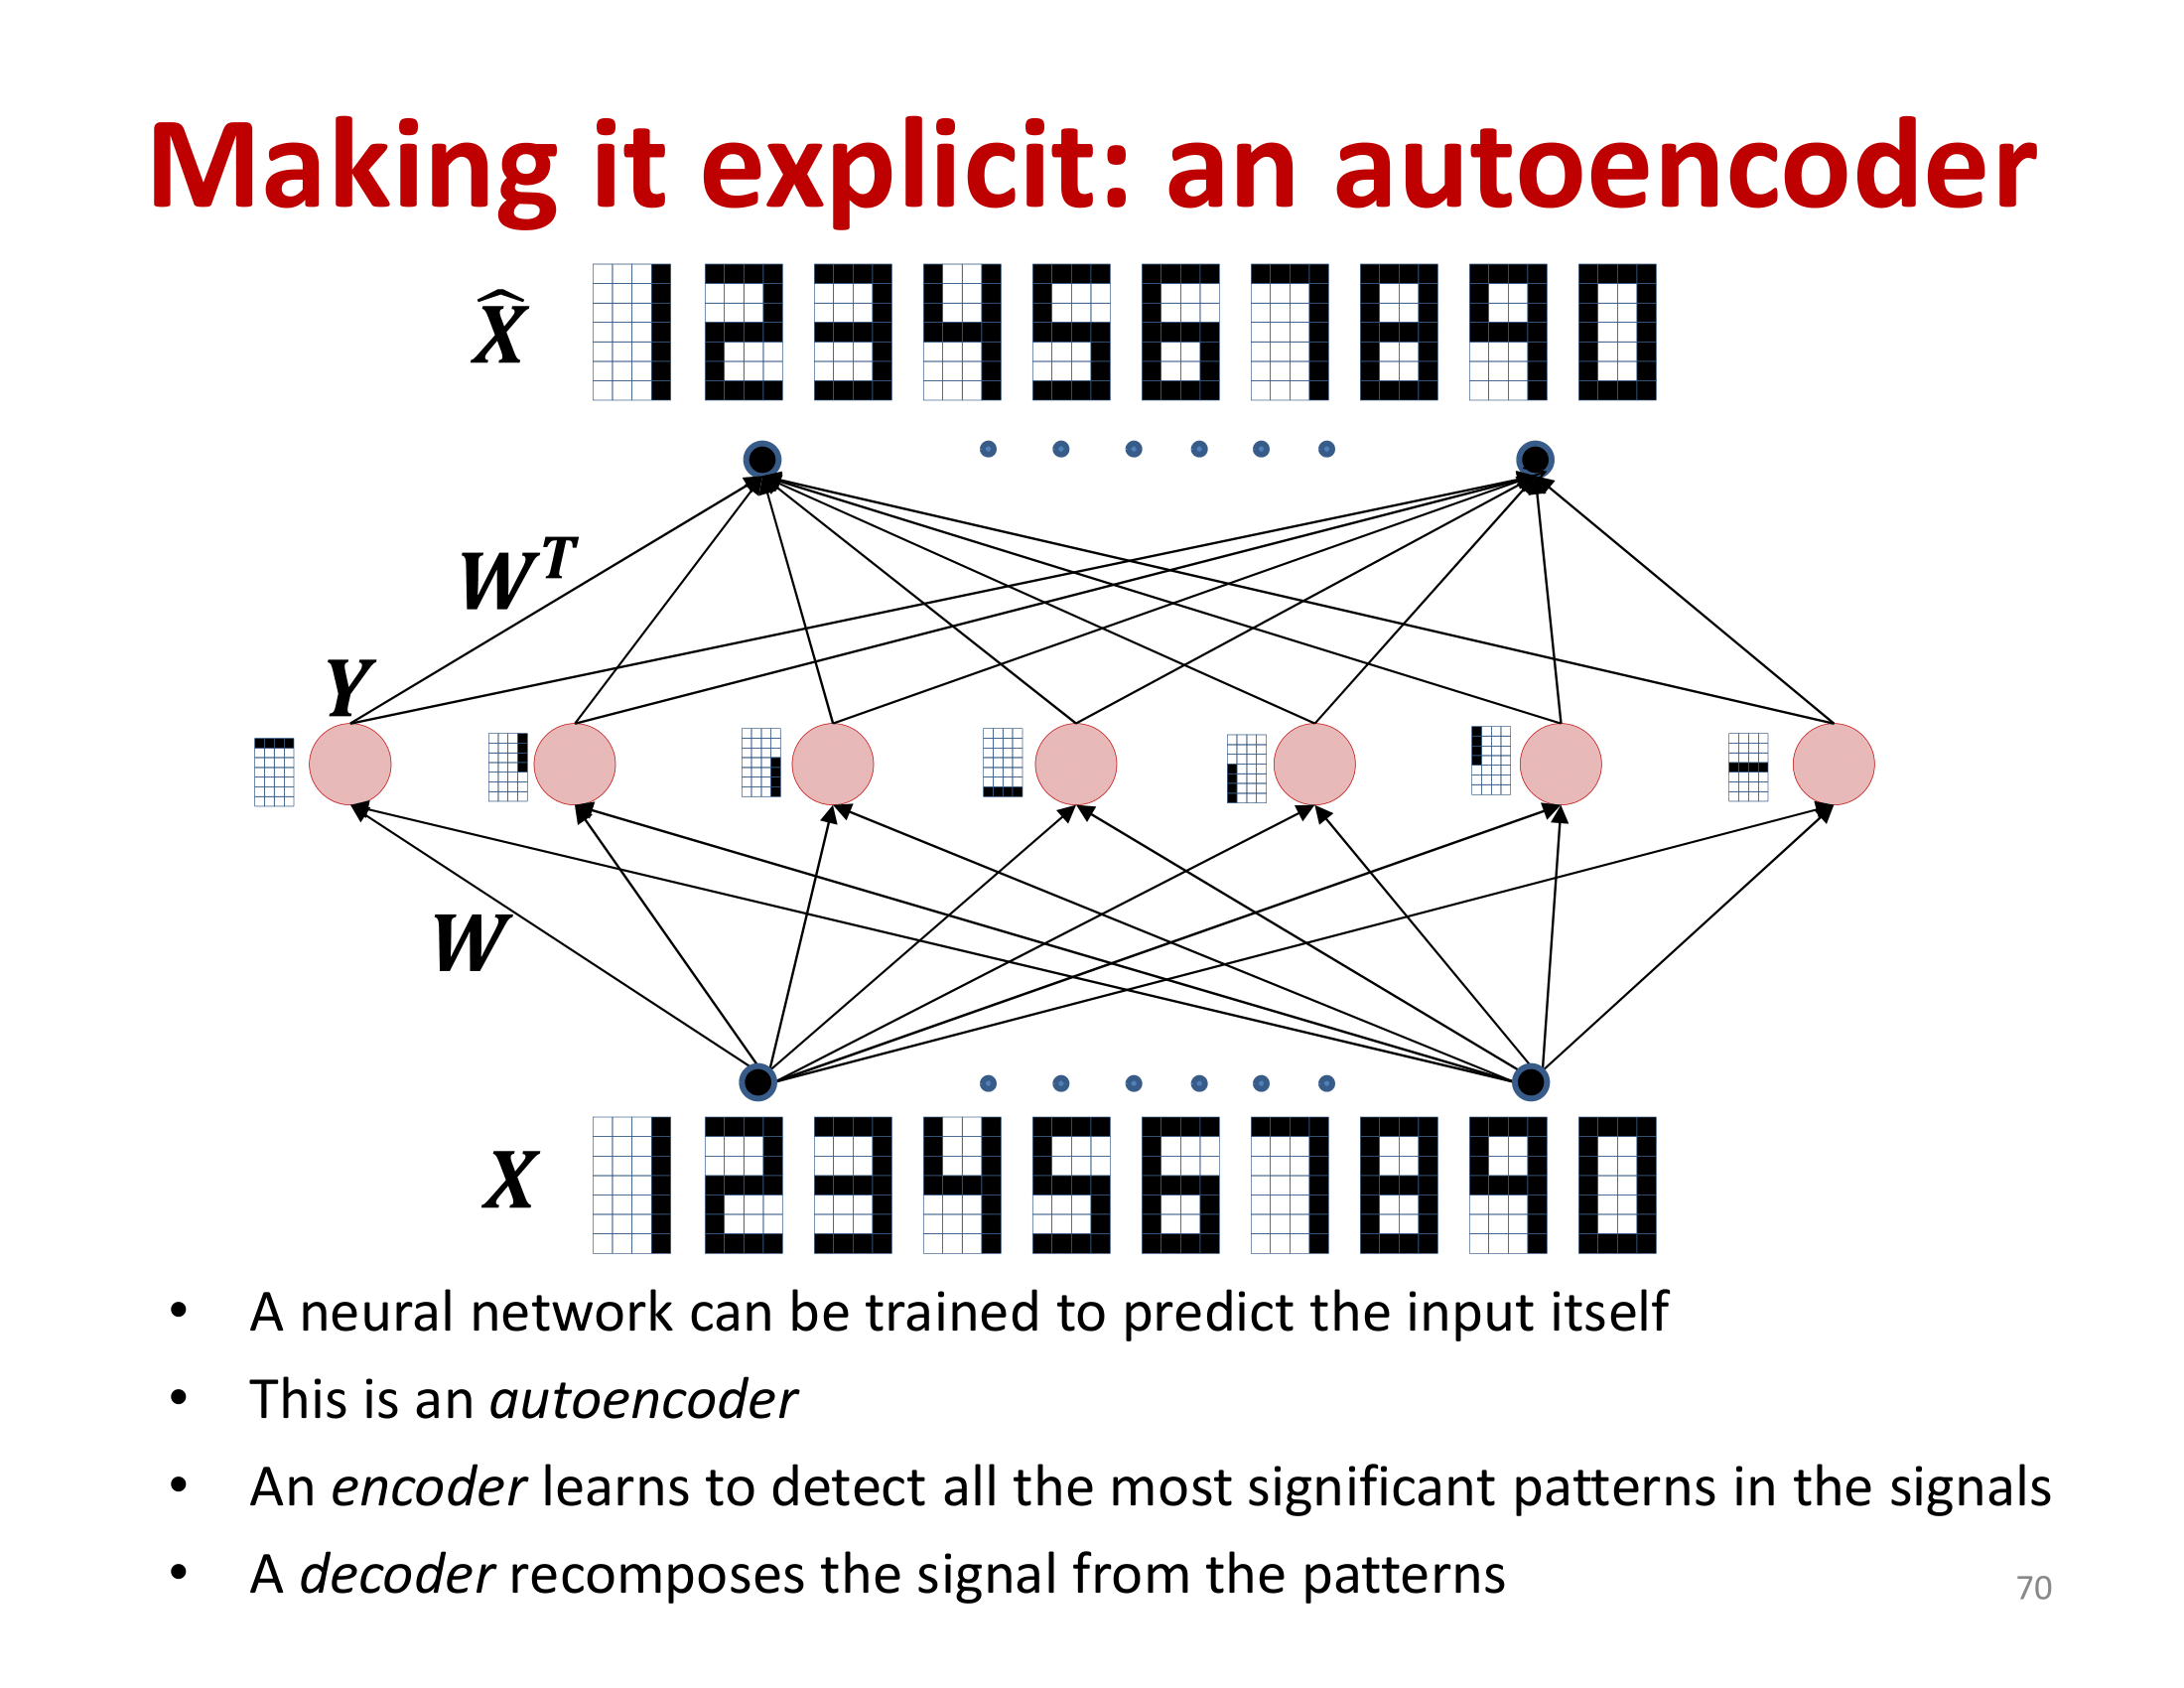 Making it explicit: an autoencoder
X̂
1 2 3 4 5 6 7 8 9 0
Wᵀ
Y
W
X
1 2 3 4 5 6 7 8 9 0
• A neural network can be trained to predict the input itself
• This is an autoencoder
• An encoder learns to detect all the most significant patterns in the signals
• A decoder recomposes the signal from the patterns
70